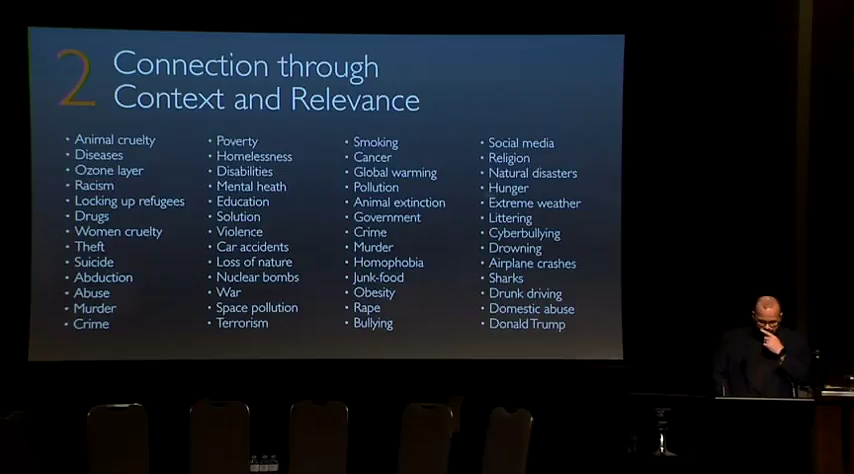 2
Connection through
Context and Relevance
• Animal cruelty
• Diseases
• Ozone layer
• Racism
• Locking up refugees
• Drugs
• Women cruelty
• Theft
• Suicide
• Abduction
• Abuse
• Murder
• Crime
• Poverty
• Homelessness
• Disabilities
• Mental heath
• Education
• Solution
• Violence
• Car accidents
• Loss of nature
• Nuclear bombs
• War
• Space pollution
• Terrorism
• Smoking
• Cancer
• Global warming
• Pollution
• Animal extinction
• Government
• Crime
• Murder
• Homophobia
• Junk-food
• Obesity
• Rape
• Bullying
• Social media
• Religion
• Natural disasters
• Hunger
• Extreme weather
• Littering
• Cyberbullying
• Drowning
• Airplane crashes
• Sharks
• Drunk driving
• Domestic abuse
• Donald Trump